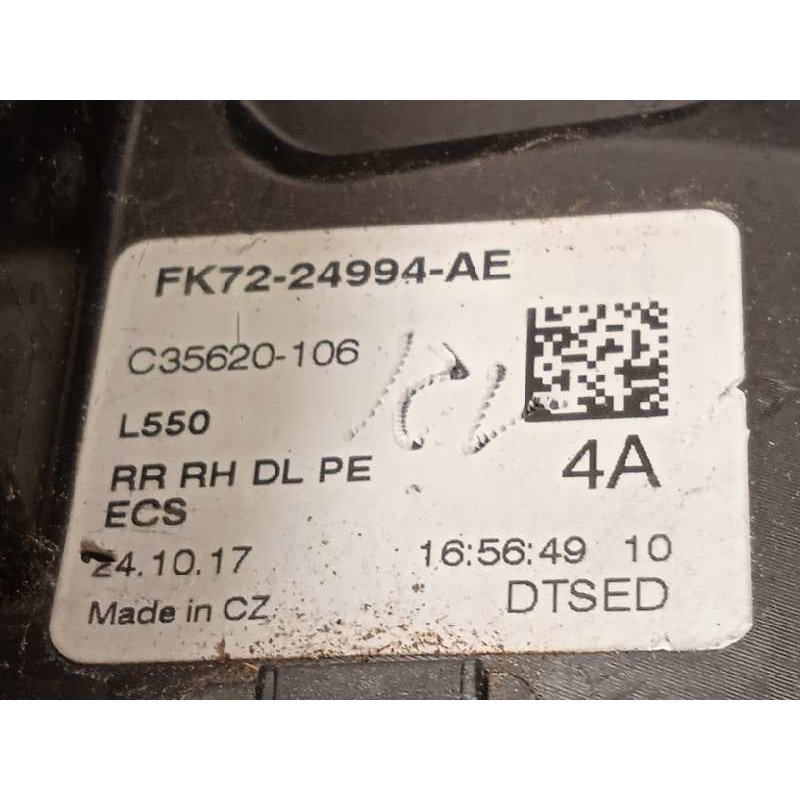 FK72-24994-AE
C35620-106
L550
RR RH DL PE
4A
ECS
24.10.17 16:56:49 10
Made in CZ DTSED